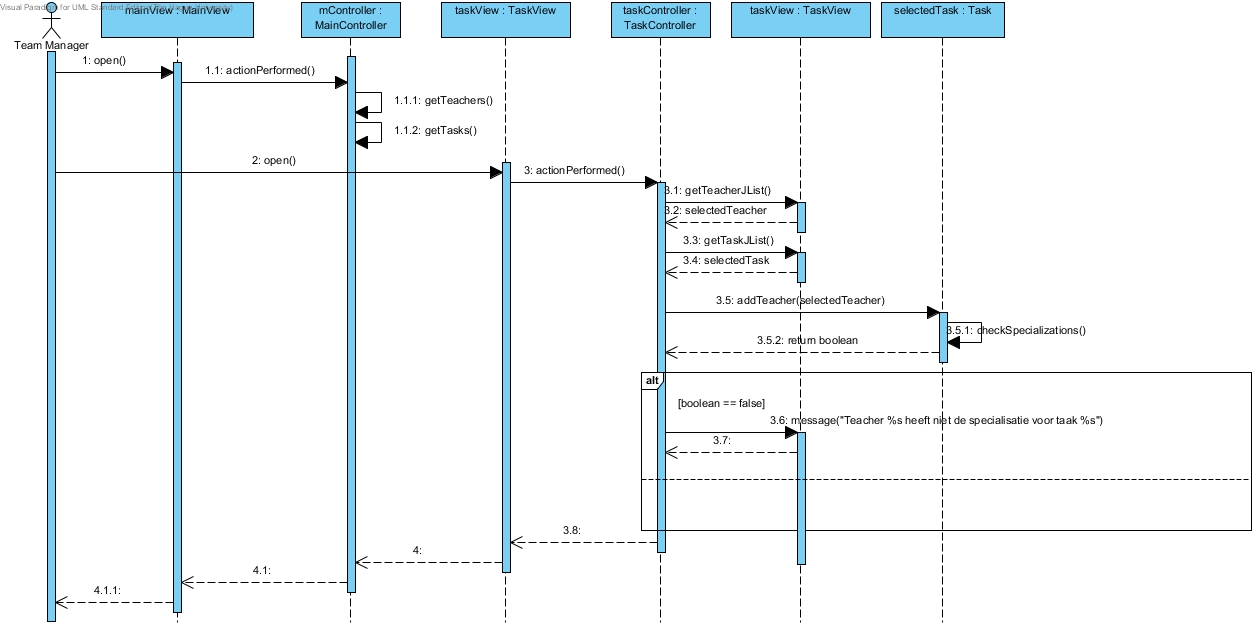 Visual Paradigm for UML Standard
mainView : MainView
mController :
MainController
taskView : TaskView
taskController :
TaskController
taskView : TaskView
selectedTask : Task
Team Manager
1: open()
1.1: actionPerformed()
1.1.1: getTeachers()
1.1.2: getTasks()
2: open()
3: actionPerformed()
3.1: getTeacherJList()
3.2: selectedTeacher
3.3: getTaskJList()
3.4: selectedTask
3.5: addTeacher(selectedTeacher)
3.5.1: checkSpecializations()
3.5.2: return boolean
alt
[boolean == false]
3.6: message("Teacher %s heeft niet de specialisatie voor taak %s")
3.7:
3.8:
4:
4.1:
4.1.1: